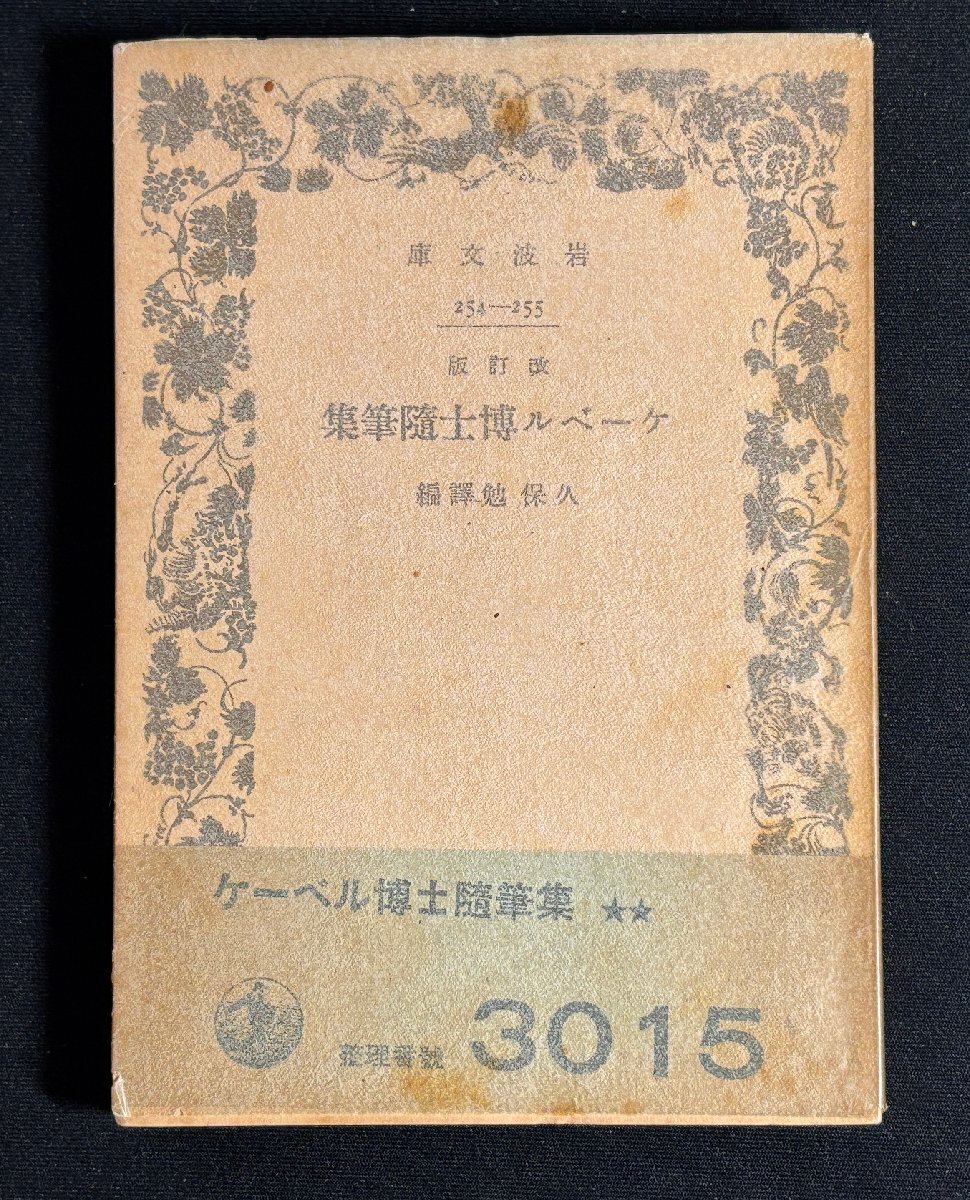 岩波文庫
254—255
改訂版
ケーベル博士隨筆集
久保勉譯編
ケーベル博士隨筆集 ★★
整理番號 3015